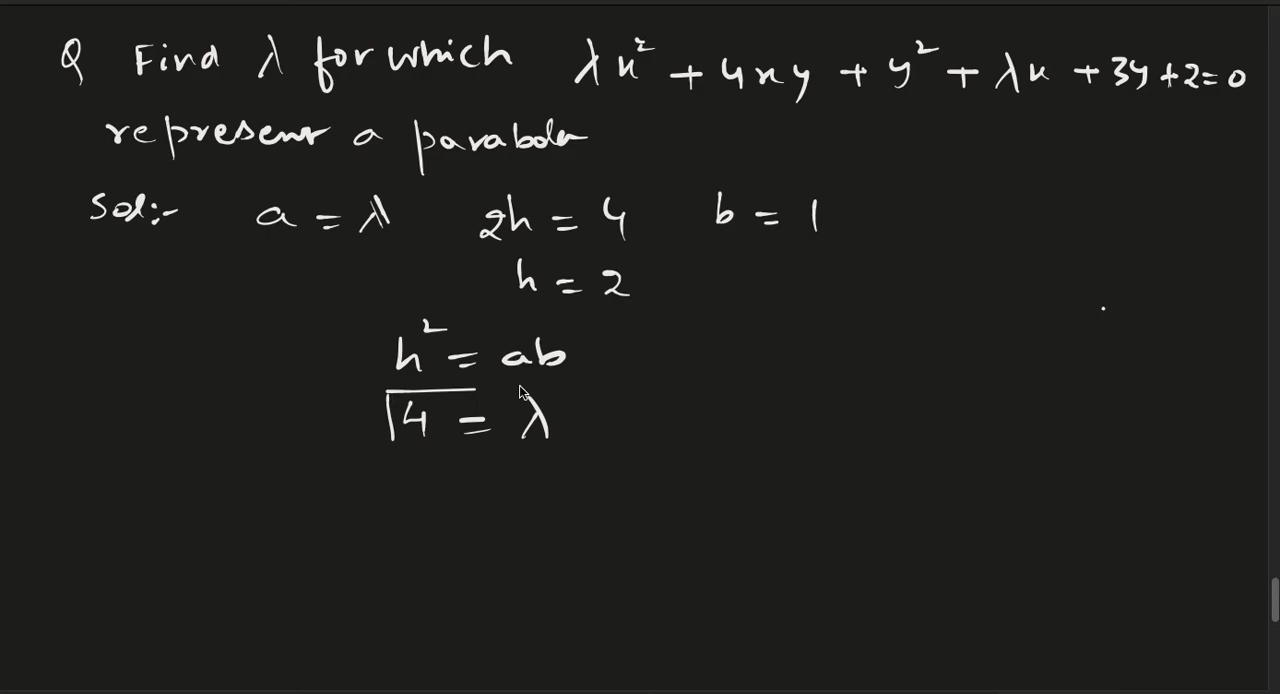 Q Find λ for which λx² + 4xy + y² + λx + 3y + 2 = 0
represent a parabola
Sol:- a = λ 2h = 4 b = 1
h = 2
h² = ab
4 = λ